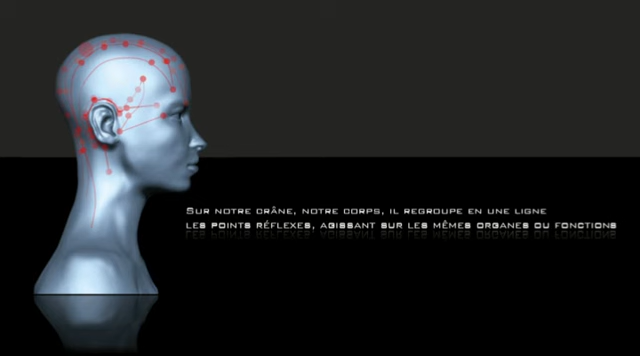 Sur notre crâne, notre corps, il regroupe en une ligne
les points réflexes, agissant sur les mêmes organes ou fonctions